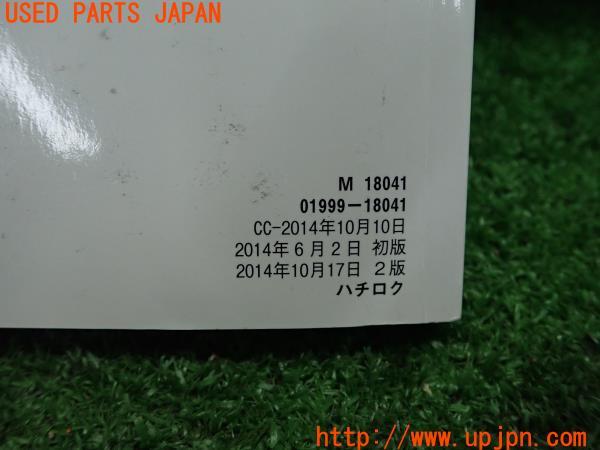 USED PARTS JAPAN
M 18041
01999－18041
CC-2014年10月10日
2014年6月2日 初版
2014年10月17日 2版
ハチロク
http://www.upjpn.com/